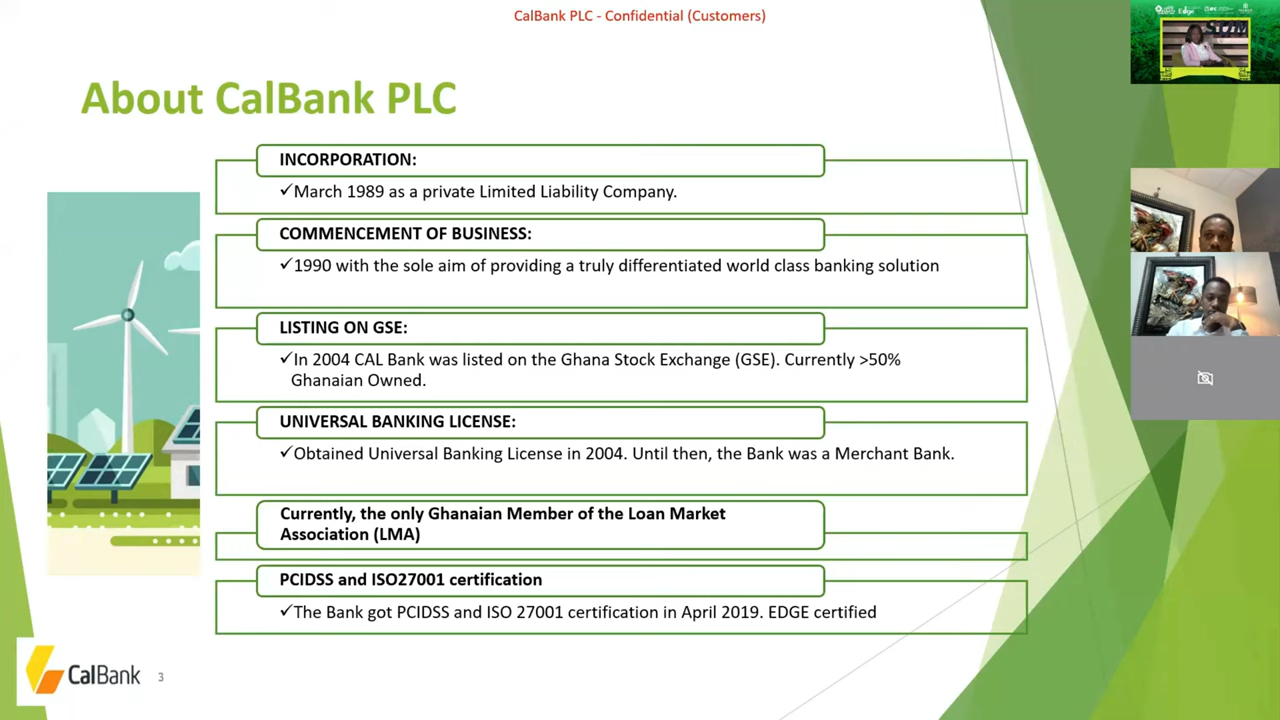 CalBank PLC - Confidential (Customers)
About CalBank PLC
INCORPORATION:
✓March 1989 as a private Limited Liability Company.
COMMENCEMENT OF BUSINESS:
✓1990 with the sole aim of providing a truly differentiated world class banking solution
LISTING ON GSE:
✓In 2004 CAL Bank was listed on the Ghana Stock Exchange (GSE). Currently >50%
Ghanaian Owned.
UNIVERSAL BANKING LICENSE:
✓Obtained Universal Banking License in 2004. Until then, the Bank was a Merchant Bank.
Currently, the only Ghanaian Member of the Loan Market
Association (LMA)
PCIDSS and ISO27001 certification
✓The Bank got PCIDSS and ISO 27001 certification in April 2019. EDGE certified
CalBank
3
Edge